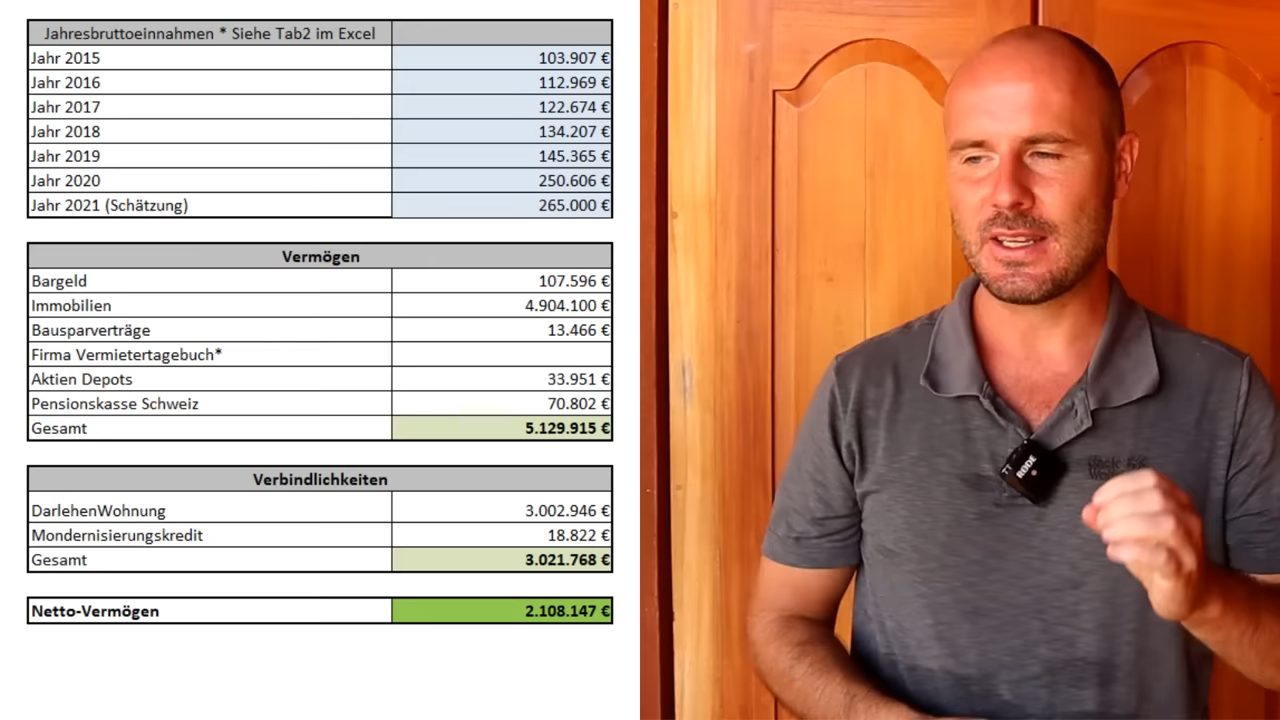 Jahresbruttoeinnahmen * Siehe Tab2 im Excel
Jahr 2015 103.907 €
Jahr 2016 112.969 €
Jahr 2017 122.674 €
Jahr 2018 134.207 €
Jahr 2019 145.365 €
Jahr 2020 250.606 €
Jahr 2021 (Schätzung) 265.000 €
Vermögen
Bargeld 107.596 €
Immobilien 4.904.100 €
Bausparverträge 13.466 €
Firma Vermietertagebuch*
Aktien Depots 33.951 €
Pensionskasse Schweiz 70.802 €
Gesamt 5.129.915 €
Verbindlichkeiten
DarlehenWohnung 3.002.946 €
Mondernisierungskredit 18.822 €
Gesamt 3.021.768 €
Netto-Vermögen 2.108.147 €
RODE